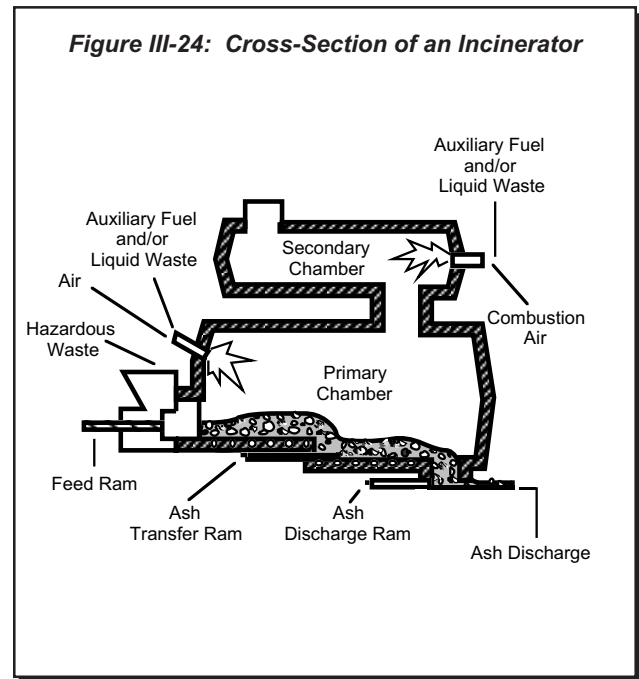 Figure III-24: Cross-Section of an Incinerator
Auxiliary Fuel
and/or
Liquid Waste
Auxiliary Fuel
and/or
Liquid Waste
Air
Hazardous
Waste
Secondary
Chamber
Combustion
Air
Primary
Chamber
Feed Ram
Ash
Transfer Ram
Ash
Discharge Ram
Ash Discharge